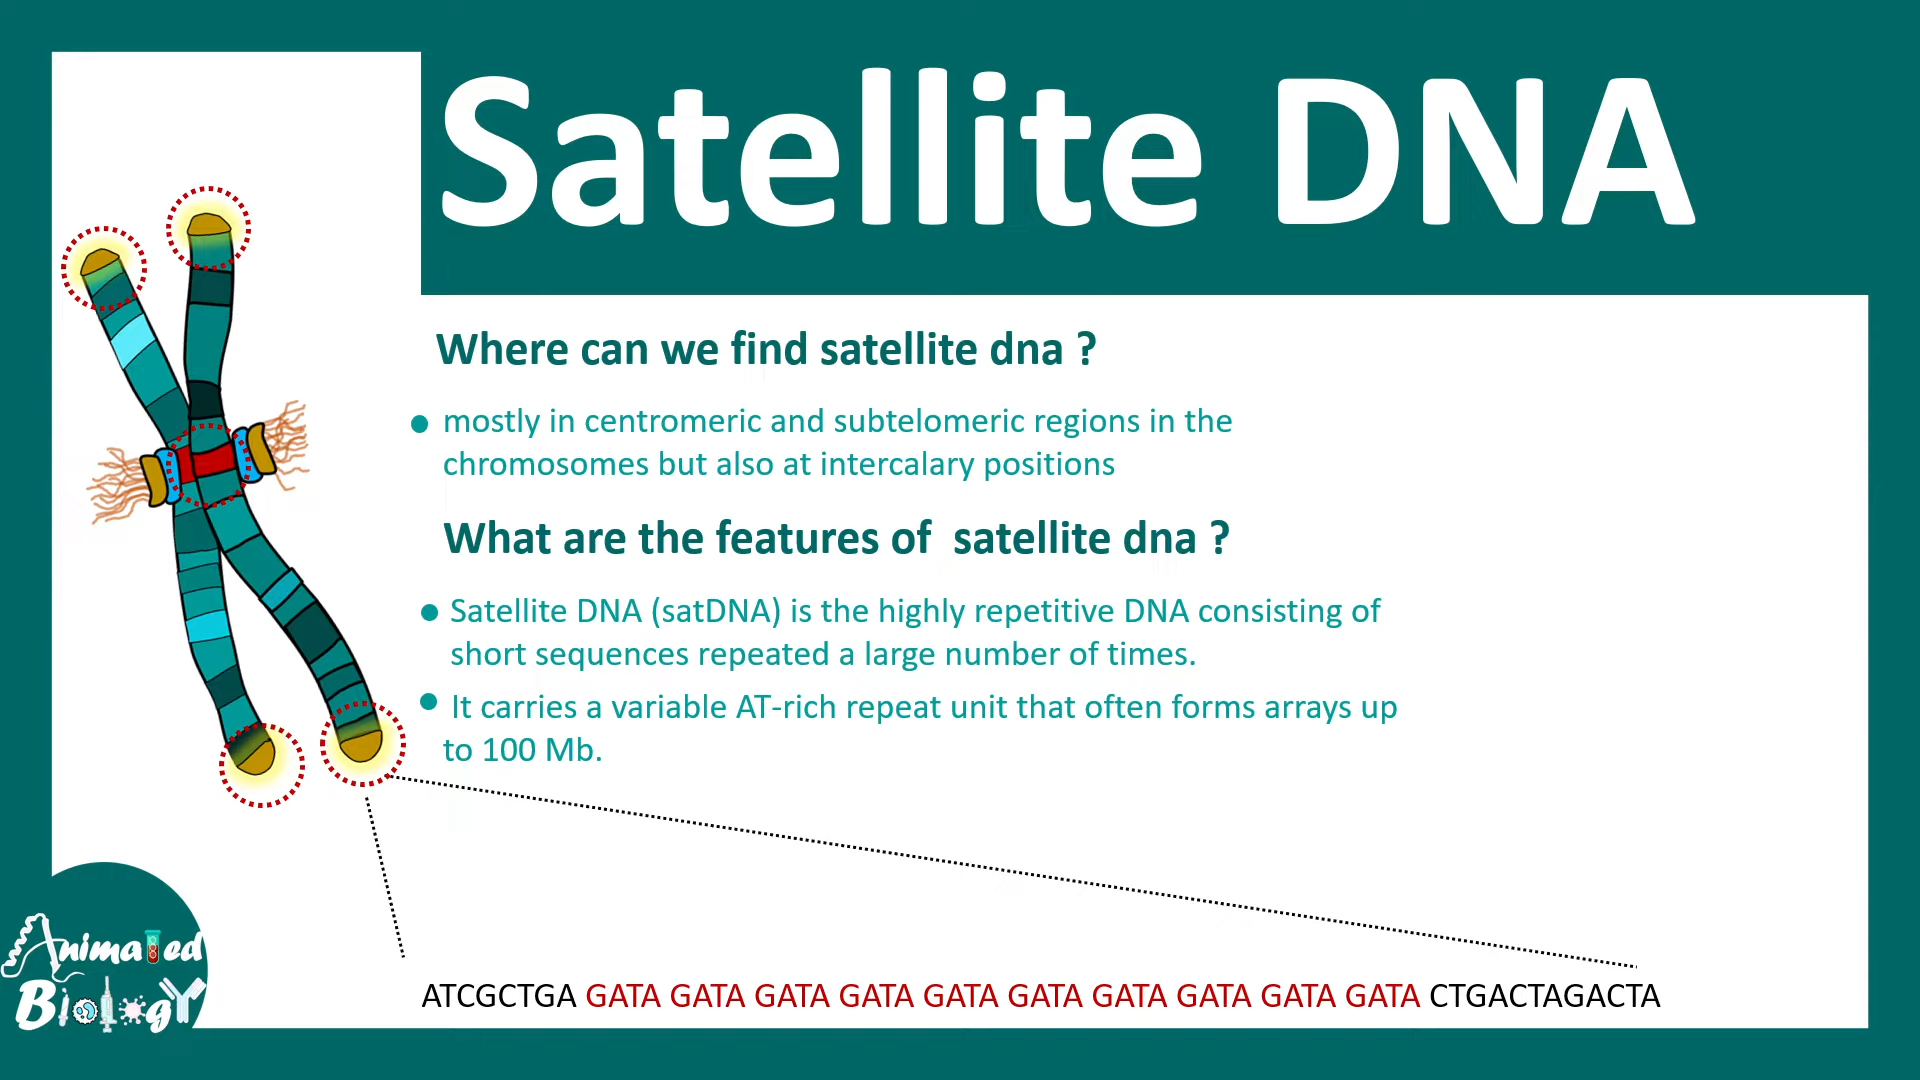 Satellite DNA
Where can we find satellite dna ?
mostly in centromeric and subtelomeric regions in the
chromosomes but also at intercalary positions
What are the features of  satellite dna ?
Satellite DNA (satDNA) is the highly repetitive DNA consisting of
short sequences repeated a large number of times.
It carries a variable AT-rich repeat unit that often forms arrays up
to 100 Mb.
ATCGCTGA GATA GATA GATA GATA GATA GATA GATA GATA GATA GATA CTGACTAGACTA
Animated
Biology